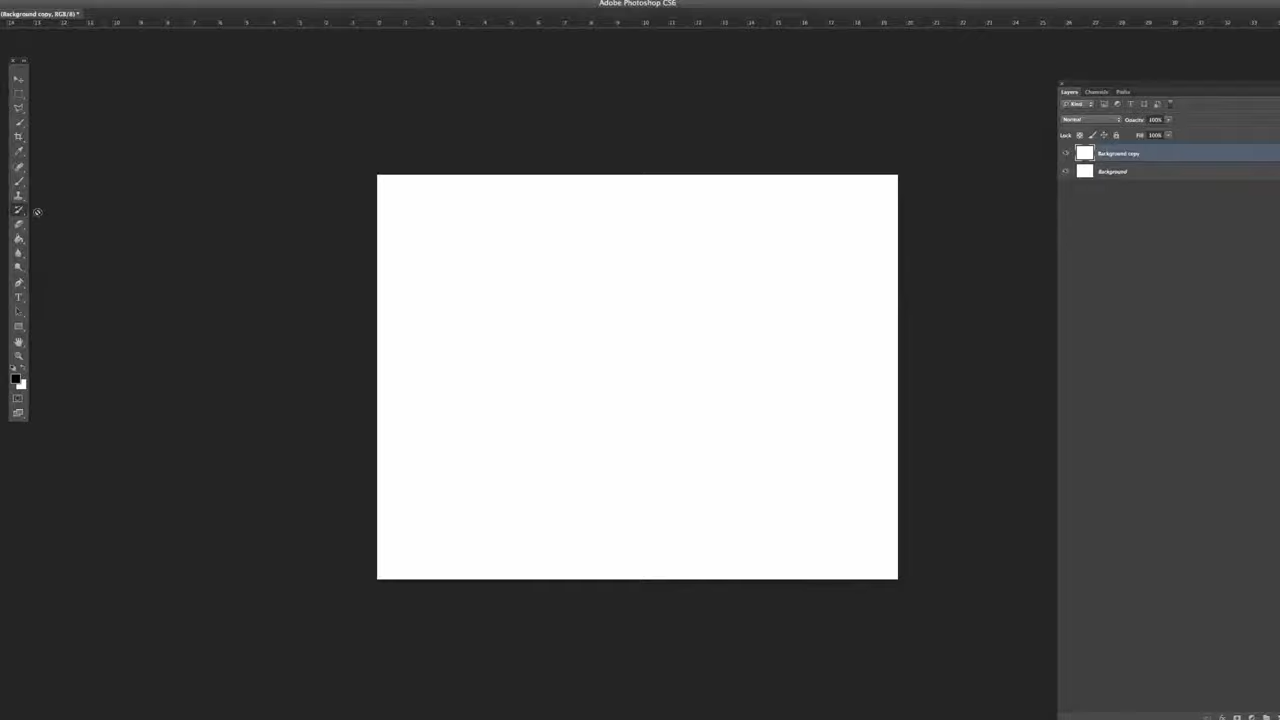 Adobe Photoshop CS6
(Background copy, RGB/8) *
Layers Channels Paths
Kind
Normal Opacity: 100%
Lock Fill: 100%
Background copy
Background